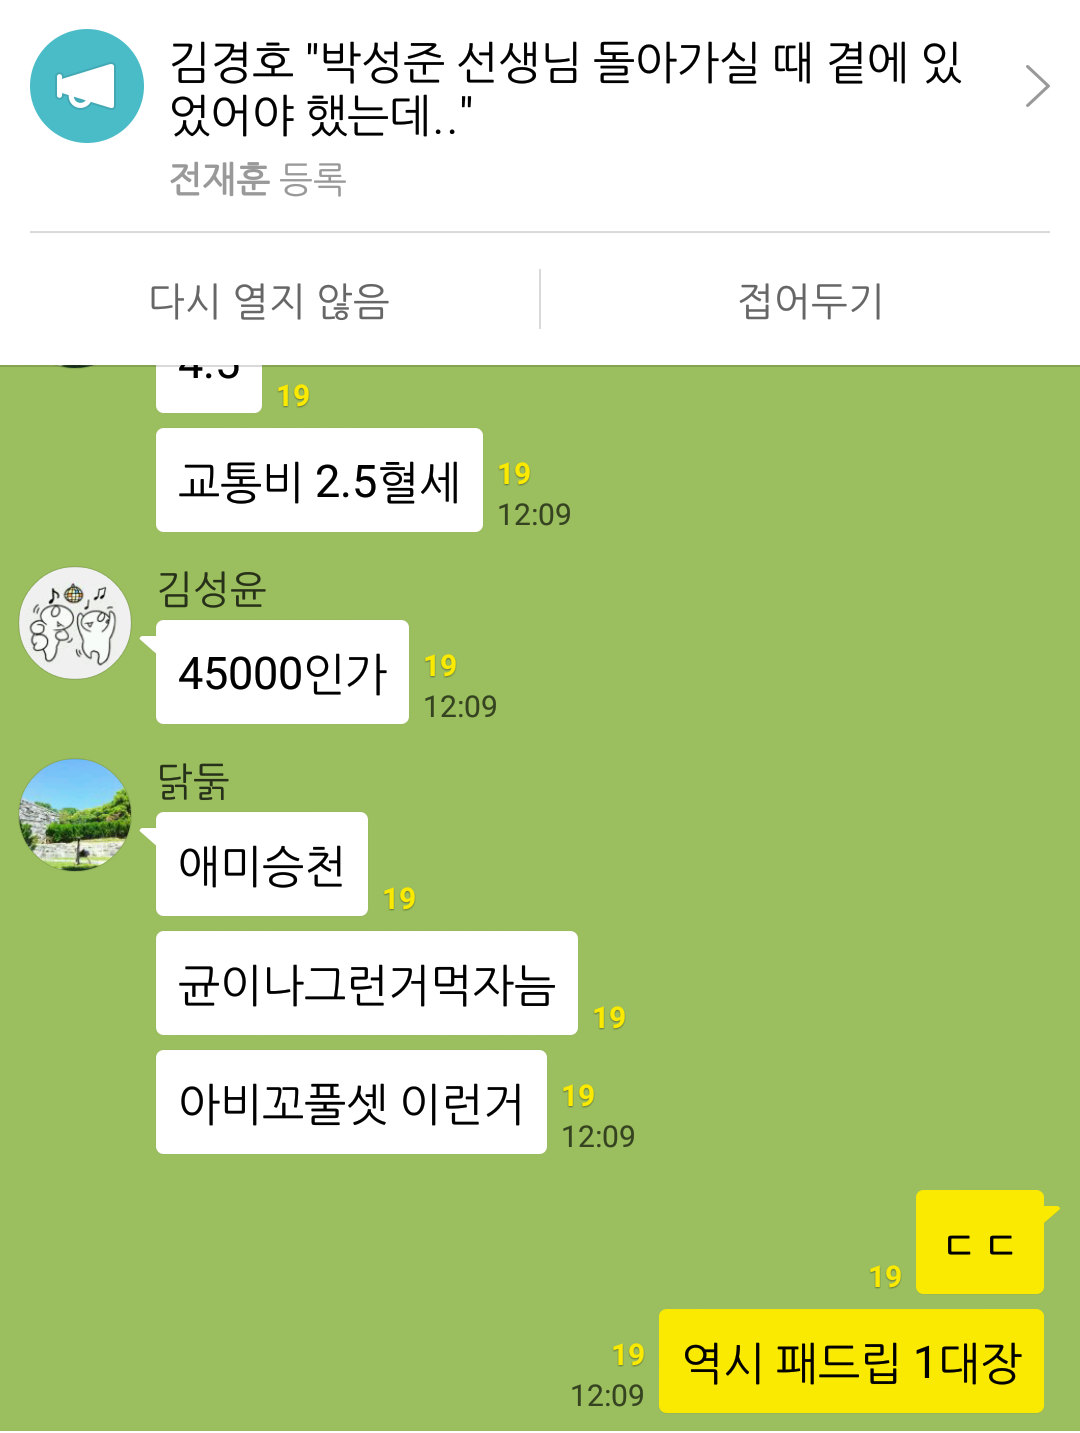 김경호 "박성준 선생님 돌아가실 때 곁에 있
었어야 했는데.."
전재훈 등록
다시 열지 않음
접어두기
4.5
19
교통비 2.5혈세
19
12:09
김성윤
45000인가
19
12:09
닭둙
애미승천
19
균이나그런거먹자늠
19
아비꼬풀셋 이런거
19
12:09
ㄷㄷ
19
역시 패드립 1대장
19
12:09